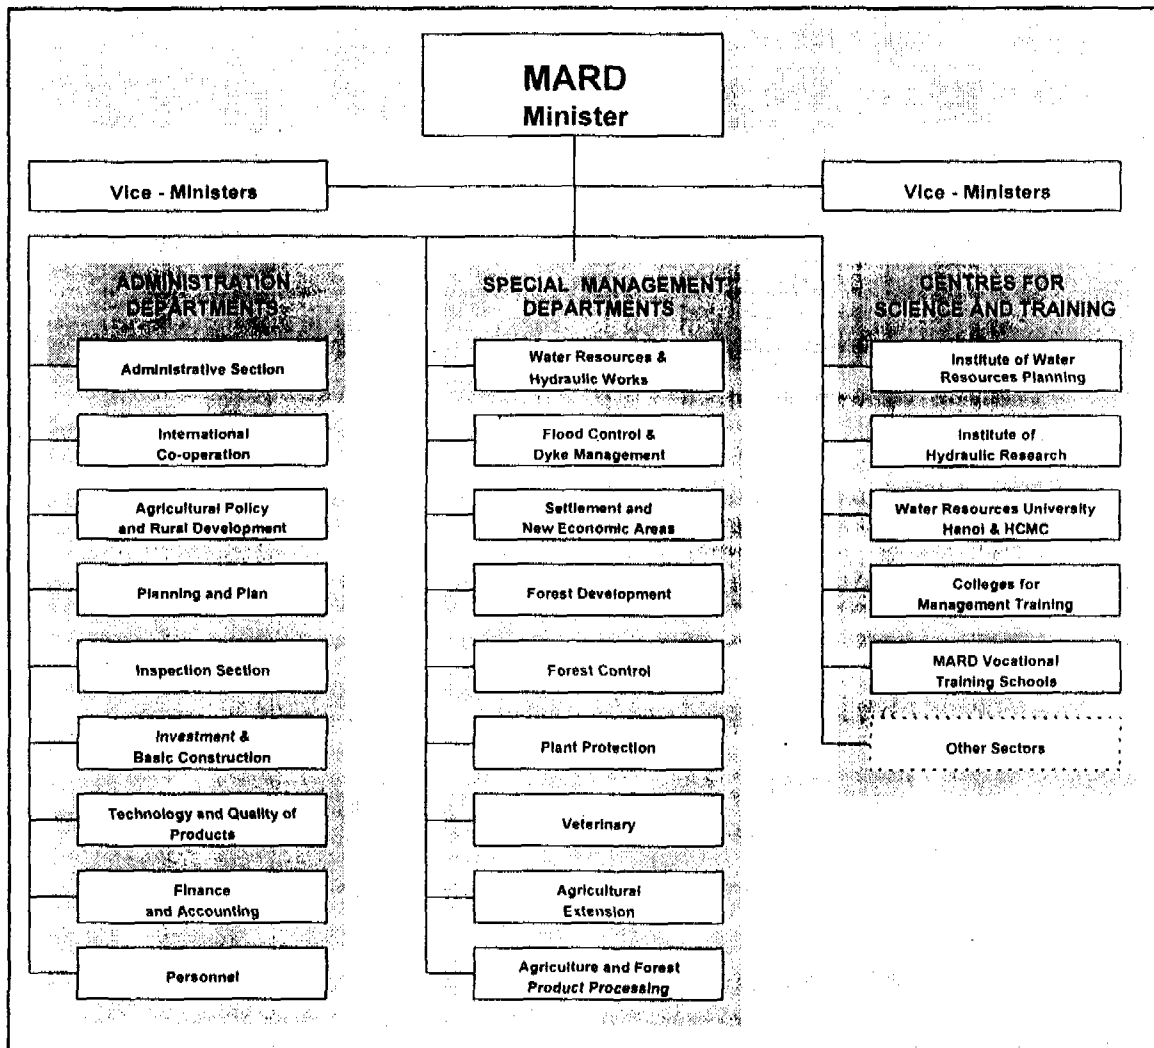 MARD
Minister
Vice - Ministers
Vice - Ministers
ADMINISTRATION
DEPARTMENTS
Administrative Section
International
Co-operation
Agricultural Policy
and Rural Development
Planning and Plan
Inspection Section
Investment &
Basic Construction
Technology and Quality of
Products
Finance
and Accounting
Personnel
SPECIAL MANAGEMENT
DEPARTMENTS
Water Resources &
Hydraulic Works
Flood Control &
Dyke Management
Settlement and
New Economic Areas
Forest Development
Forest Control
Plant Protection
Veterinary
Agricultural
Extension
Agriculture and Forest
Product Processing
CENTRES FOR
SCIENCE AND TRAINING
Institute of Water
Resources Planning
Institute of
Hydraulic Research
Water Resources University
Hanoi & HCMC
Colleges for
Management Training
MARD Vocational
Training Schools
Other Sectors